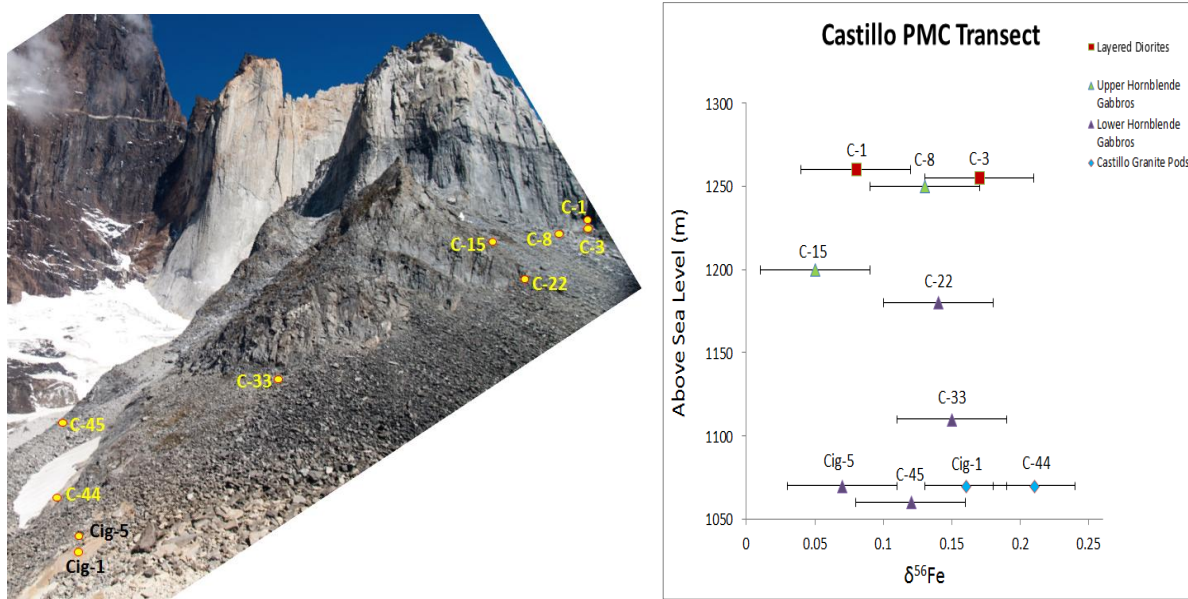 C-1
C-8
C-3
C-15
C-22
C-33
C-45
C-44
Cig-5
Cig-1
Castillo PMC Transect
Layered Diorites
Upper Hornblende
Gabbros
Lower Hornblende
Gabbros
Castillo Granite Pods
Above Sea Level (m)
1300
1250
1200
1150
1100
1050
C-1
C-8
C-3
C-15
C-22
C-33
Cig-5
C-45
Cig-1
C-44
0
0.05
0.1
0.15
0.2
0.25
δ⁵⁶Fe